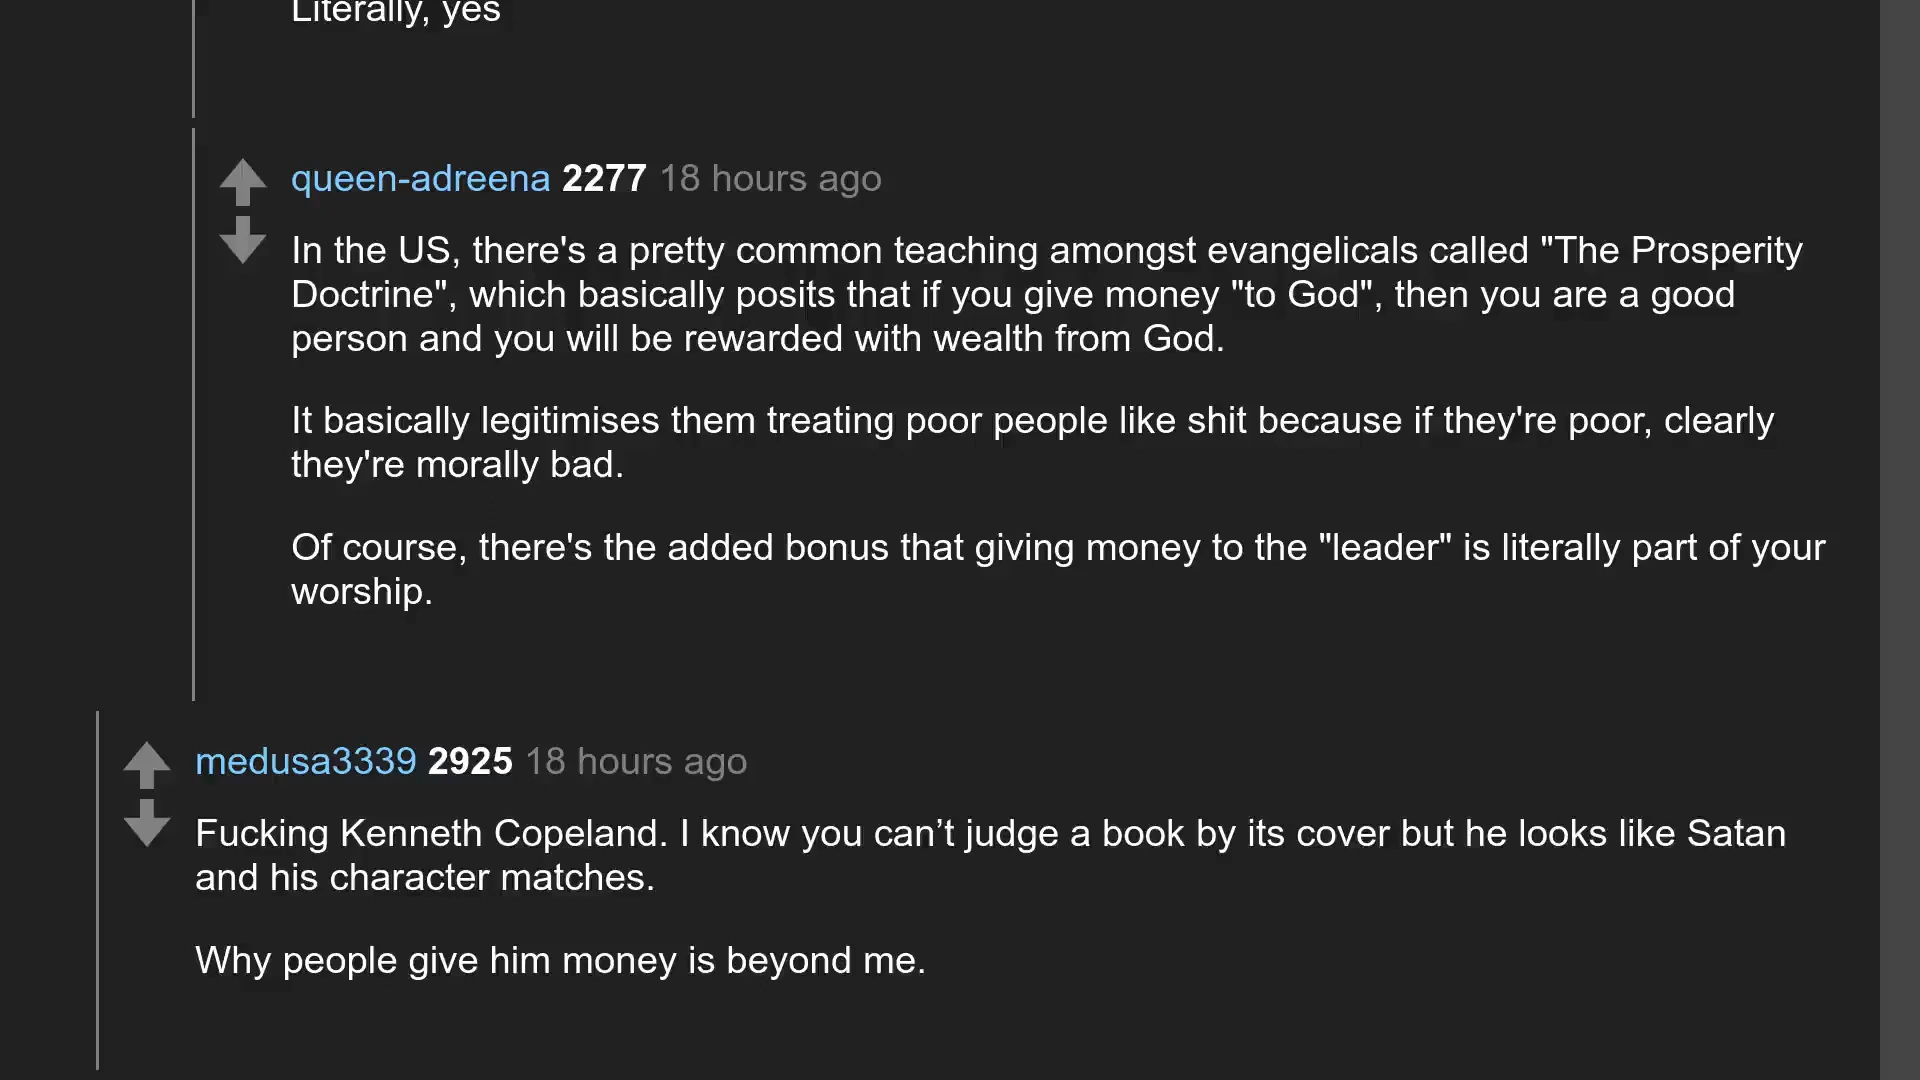 Literally, yes
queen-adreena 2277 18 hours ago
In the US, there's a pretty common teaching amongst evangelicals called "The Prosperity
Doctrine", which basically posits that if you give money "to God", then you are a good
person and you will be rewarded with wealth from God.
It basically legitimises them treating poor people like shit because if they're poor, clearly
they're morally bad.
Of course, there's the added bonus that giving money to the "leader" is literally part of your
worship.
medusa3339 2925 18 hours ago
Fucking Kenneth Copeland. I know you can’t judge a book by its cover but he looks like Satan
and his character matches.
Why people give him money is beyond me.